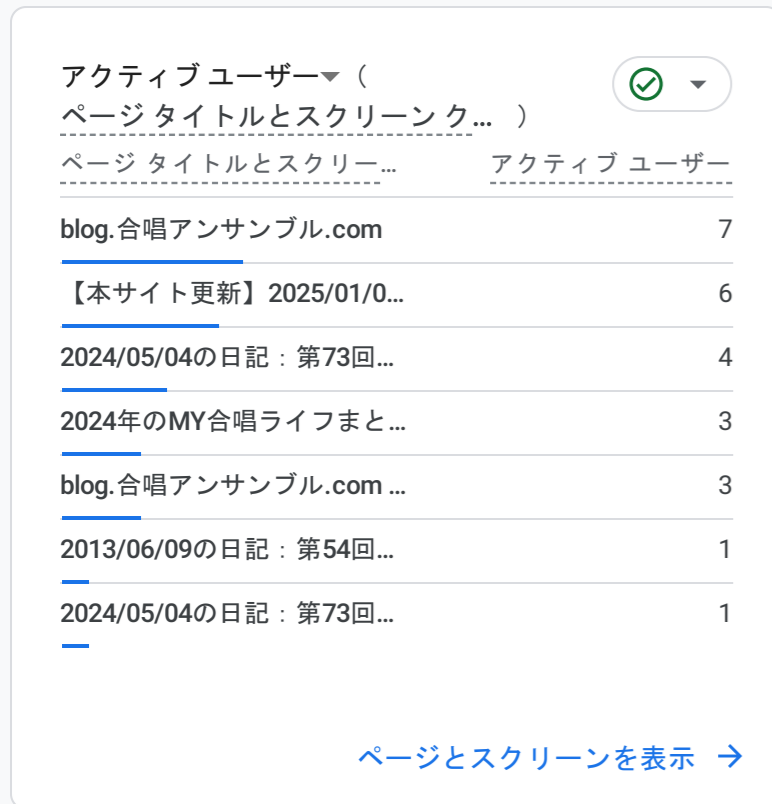 アクティブ ユーザー（
ページ タイトルとスクリーン ク... ）
ページ タイトルとスクリー... アクティブ ユーザー
blog.合唱アンサンブル.com 7
【本サイト更新】2025/01/0... 6
2024/05/04の日記：第73回... 4
2024年のMY合唱ライフまと... 3
blog.合唱アンサンブル.com ... 3
2013/06/09の日記：第54回... 1
2024/05/04の日記：第73回... 1
ページとスクリーンを表示